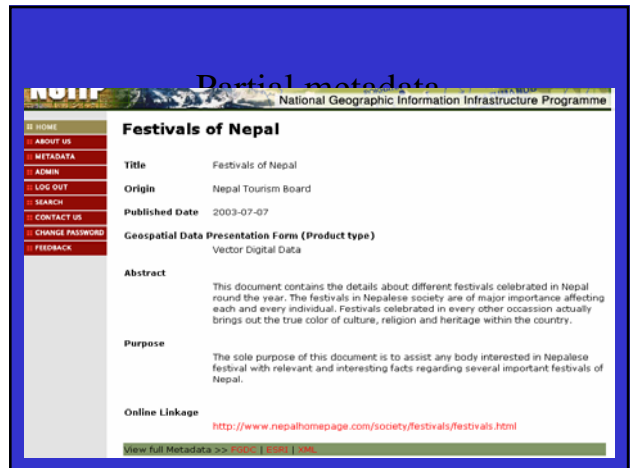 Partial metadata
National Geographic Information Infrastructure Programme
HOME
ABOUT US
METADATA
ADMIN
LOG OUT
SEARCH
CONTACT US
CHANGE PASSWORD
FEEDBACK
Festivals of Nepal
Title Festivals of Nepal
Origin Nepal Tourism Board
Published Date 2003-07-07
Geospatial Data Presentation Form (Product type)
Vector Digital Data
Abstract
This document contains the details about different festivals celebrated in Nepal
round the year. The festivals in Nepalese society are of major importance affecting
each and every individual. Festivals celebrated in every other occassion actually
brings out the true color of culture, religion and heritage within the country.
Purpose
The sole purpose of this document is to assist any body interested in Nepalese
festival with relevant and interesting facts regarding several important festivals of
Nepal.
Online Linkage
http://www.nepalhomepage.com/society/festivals/festivals.html
View full Metadata >> FGDC | ESRI | XML